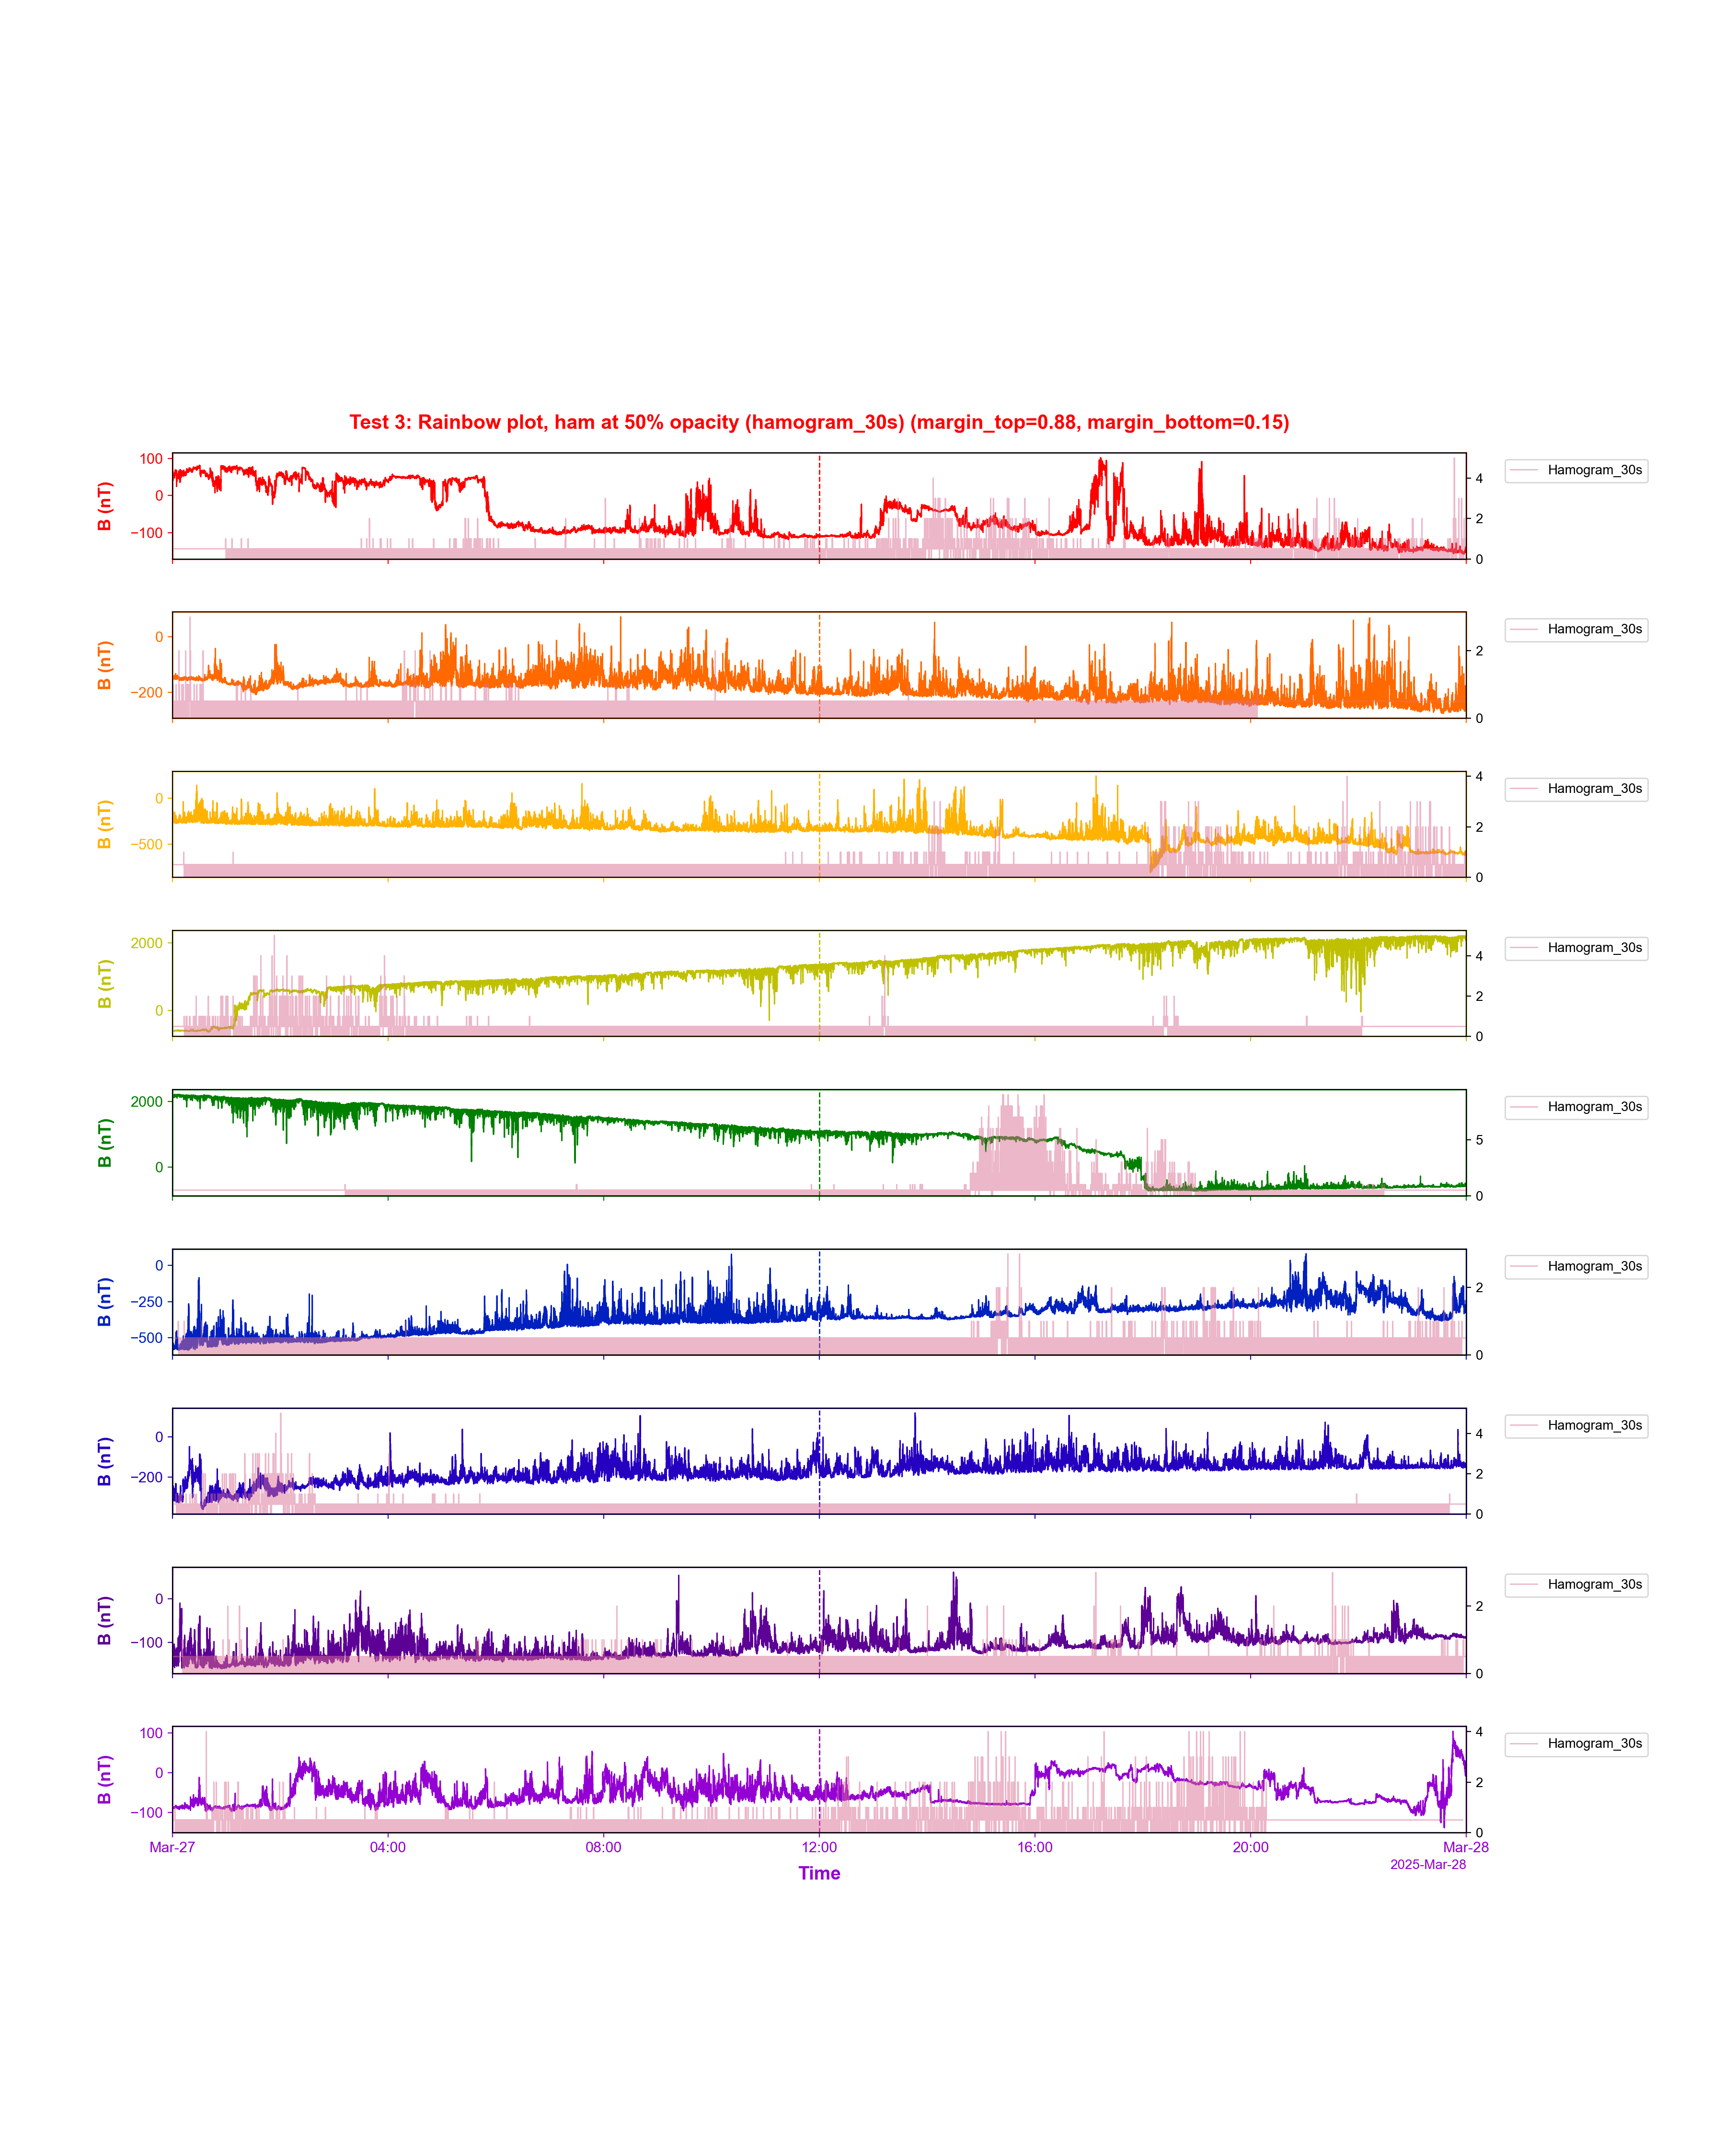 Test 3: Rainbow plot, ham at 50% opacity (hamogram_30s) (margin_top=0.88, margin_bottom=0.15)
100
0
−100
B (nT)
4
2
0
Hamogram_30s
0
−200
B (nT)
2
0
Hamogram_30s
0
−500
B (nT)
4
2
0
Hamogram_30s
2000
0
B (nT)
4
2
0
Hamogram_30s
2000
0
B (nT)
5
0
Hamogram_30s
0
−250
−500
B (nT)
2
0
Hamogram_30s
0
−200
B (nT)
4
2
0
Hamogram_30s
0
−100
B (nT)
2
0
Hamogram_30s
100
0
−100
B (nT)
4
2
0
Hamogram_30s
Mar-27 04:00 08:00 12:00 16:00 20:00 Mar-28
2025-Mar-28
Time